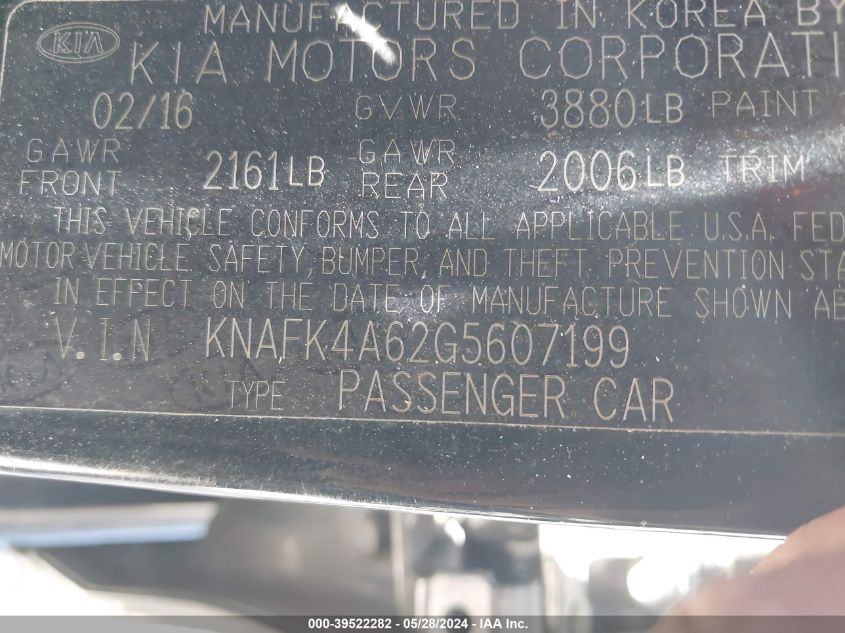 MANUFACTURED IN KOREA BY
KIA
KIA MOTORS CORPORATI
02/16 GVWR 3880LB PAINT
GAWR FRONT 2161LB GAWR REAR 2006LB TRIM
THIS VEHICLE CONFORMS TO ALL APPLICABLE U.S.A. FED
MOTOR VEHICLE SAFETY, BUMPER, AND THEFT PREVENTION STA
IN EFFECT ON THE DATE OF MANUFACTURE SHOWN AB
V.I.N KNAFK4A62G5607199
TYPE PASSENGER CAR
000-39522282 - 05/28/2024 - IAA Inc.